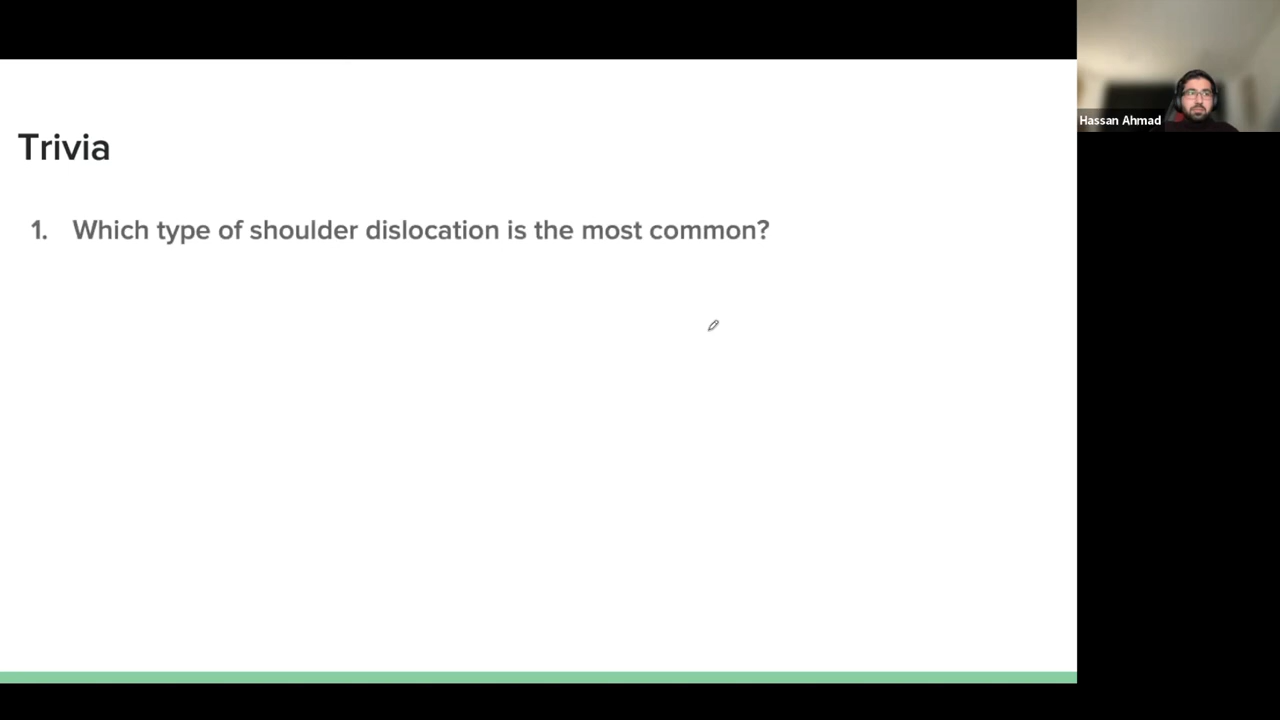 Trivia
1. Which type of shoulder dislocation is the most common?
Hassan Ahmad